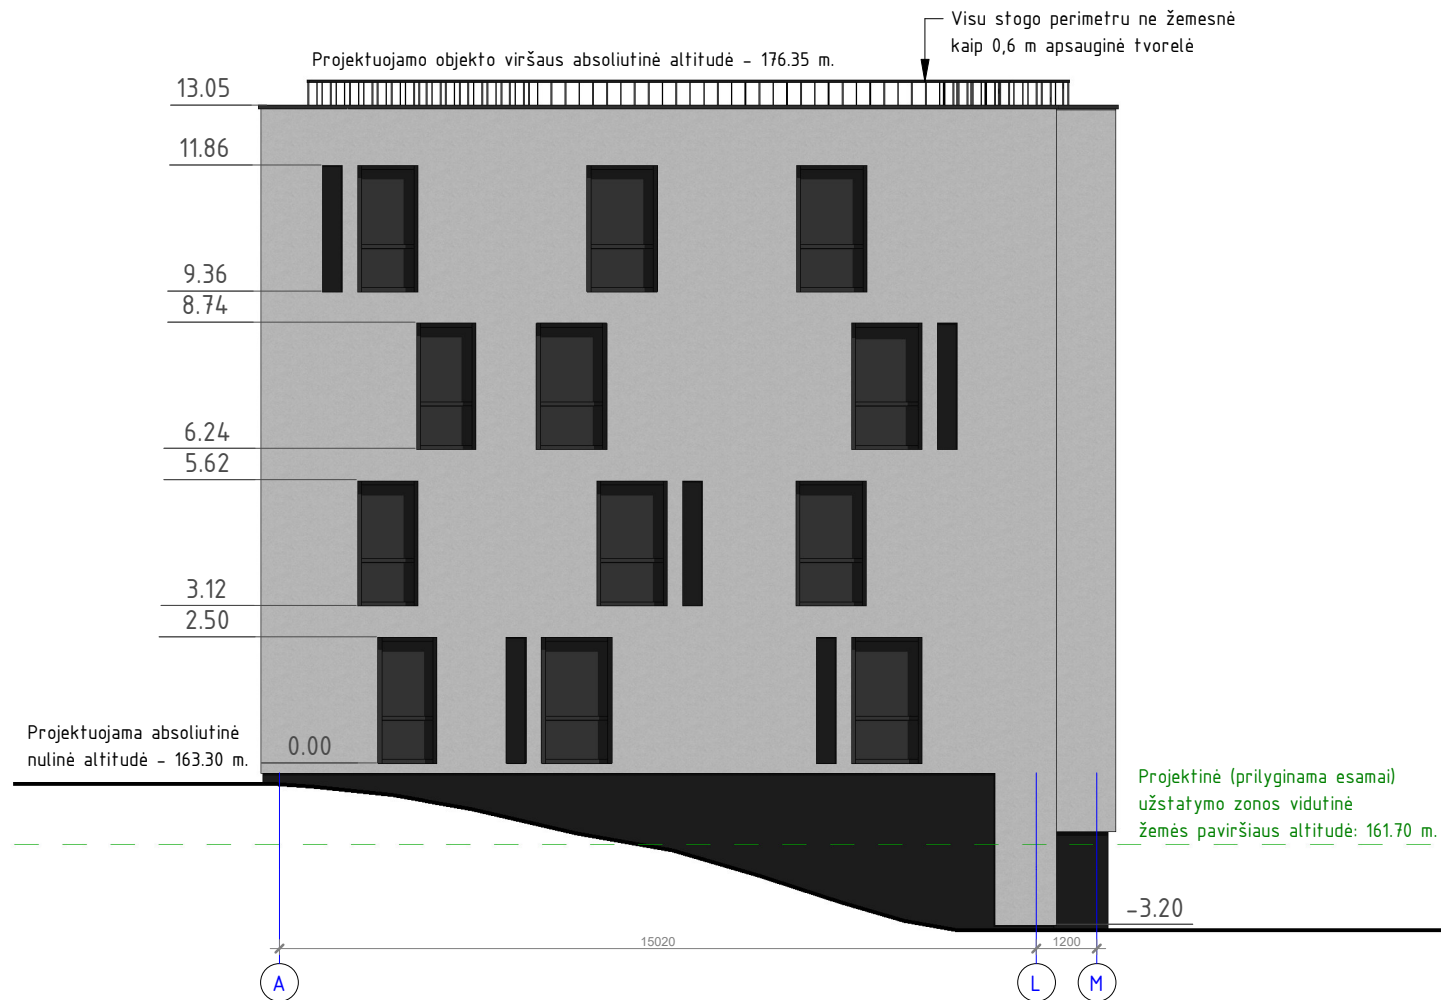 Visu stogo perimetru ne žemesnė
kaip 0,6 m apsauginė tvorelė
Projektuojamo objekto viršaus absoliutinė altitudė - 176.35 m.
13.05
11.86
9.36
8.74
6.24
5.62
3.12
2.50
Projektuojama absoliutinė
nulinė altitudė - 163.30 m.
0.00
Projektinė (prilyginama esamai)
užstatymo zonos vidutinė
žemės paviršiaus altitudė: 161.70 m.
-3.20
15020
1200
A
L
M